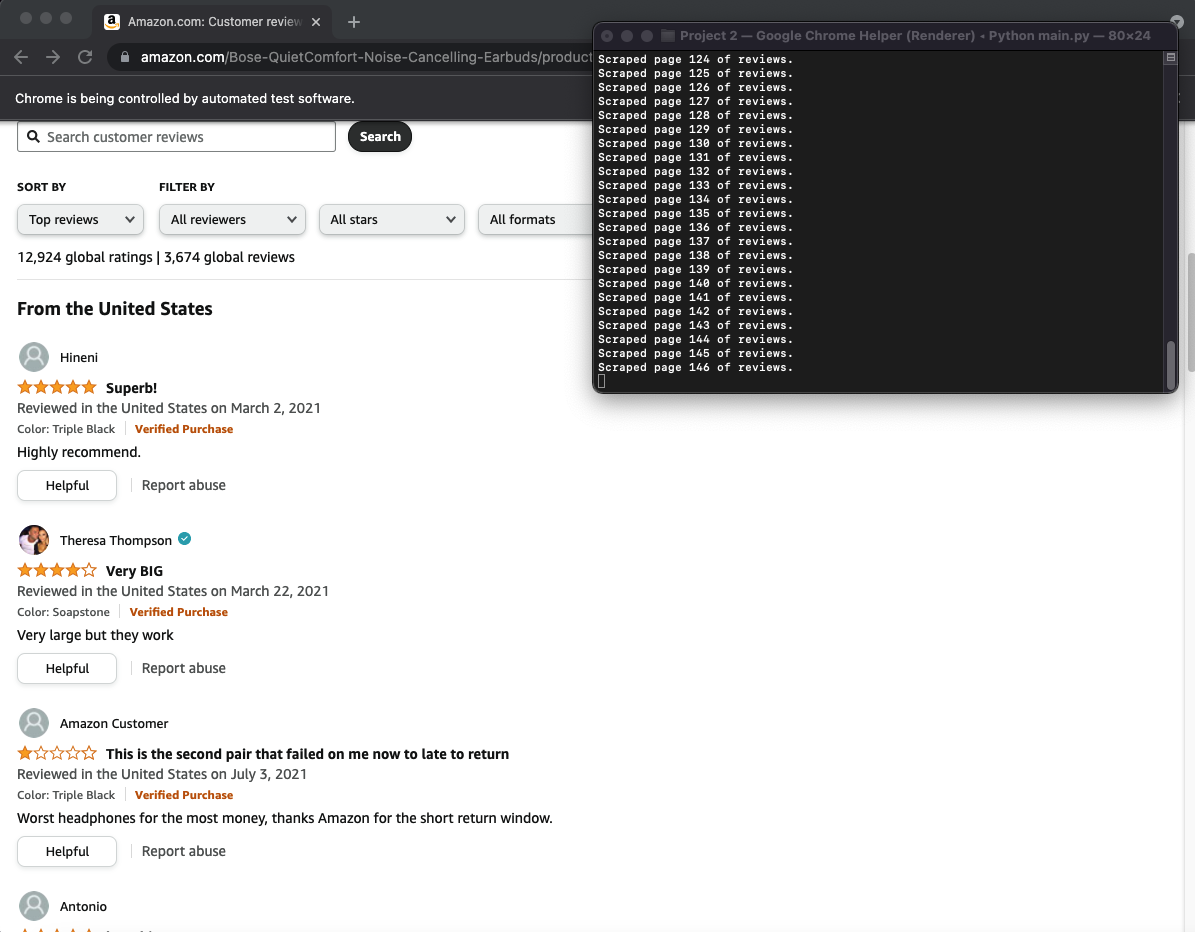 Amazon.com: Customer review
amazon.com/Bose-QuietComfort-Noise-Cancelling-Earbuds/product
Chrome is being controlled by automated test software.
Search customer reviews
Search
SORT BY
FILTER BY
Top reviews
All reviewers
All stars
All formats
12,924 global ratings | 3,674 global reviews
From the United States
Hineni
Superb!
Reviewed in the United States on March 2, 2021
Color: Triple Black
Verified Purchase
Highly recommend.
Helpful
Report abuse
Theresa Thompson
Very BIG
Reviewed in the United States on March 22, 2021
Color: Soapstone
Verified Purchase
Very large but they work
Helpful
Report abuse
Amazon Customer
This is the second pair that failed on me now to late to return
Reviewed in the United States on July 3, 2021
Color: Triple Black
Verified Purchase
Worst headphones for the most money, thanks Amazon for the short return window.
Helpful
Report abuse
Antonio
Project 2 — Google Chrome Helper (Renderer) • Python main.py — 80×24
Scraped page 124 of reviews.
Scraped page 125 of reviews.
Scraped page 126 of reviews.
Scraped page 127 of reviews.
Scraped page 128 of reviews.
Scraped page 129 of reviews.
Scraped page 130 of reviews.
Scraped page 131 of reviews.
Scraped page 132 of reviews.
Scraped page 133 of reviews.
Scraped page 134 of reviews.
Scraped page 135 of reviews.
Scraped page 136 of reviews.
Scraped page 137 of reviews.
Scraped page 138 of reviews.
Scraped page 139 of reviews.
Scraped page 140 of reviews.
Scraped page 141 of reviews.
Scraped page 142 of reviews.
Scraped page 143 of reviews.
Scraped page 144 of reviews.
Scraped page 145 of reviews.
Scraped page 146 of reviews.